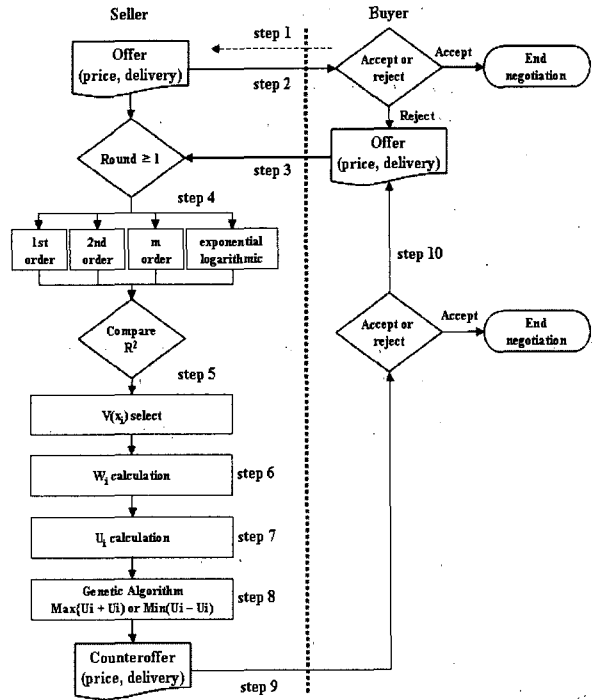 Seller
Buyer
step 1
Offer
(price, delivery)
step 2
Accept or
reject
Accept
End
negotiation
Reject
Offer
(price, delivery)
Round ≥ 1
step 3
step 4
1st
order
2nd
order
m
order
exponential
logarithmic
step 10
Compare
R²
Accept or
reject
Accept
End
negotiation
step 5
V(xᵢ) select
Wᵢ calculation
step 6
Uᵢ calculation
step 7
Genetic Algorithm
Max{Ui + Ui) or Min(Ui − Ui)
step 8
Counteroffer
(price, delivery)
step 9